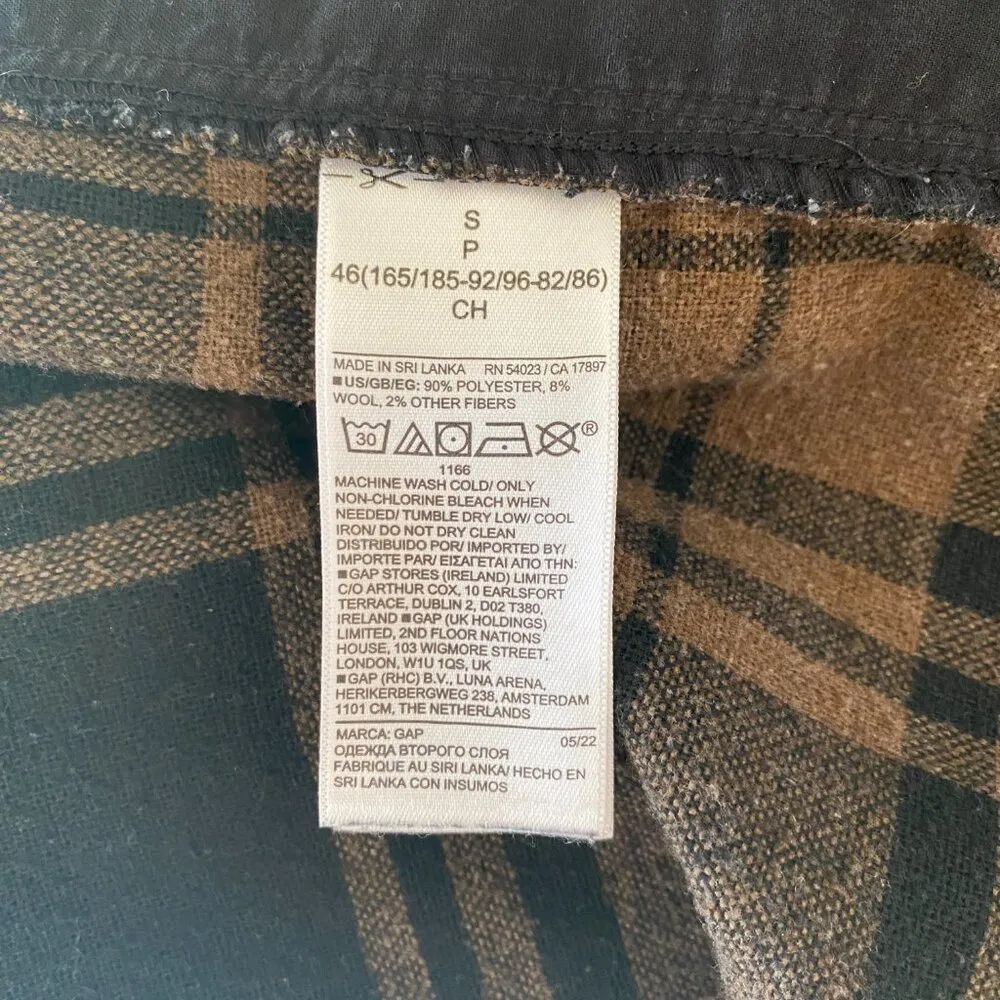 S
P
46(165/185-92/96-82/86)
CH
MADE IN SRI LANKA RN 54023 / CA 17897
■US/GB/EG: 90% POLYESTER, 8%
WOOL, 2% OTHER FIBERS
30 ®
1166
MACHINE WASH COLD/ ONLY
NON-CHLORINE BLEACH WHEN
NEEDED/ TUMBLE DRY LOW/ COOL
IRON/ DO NOT DRY CLEAN
DISTRIBUIDO POR/ IMPORTED BY/
IMPORTE PAR/ ΕΙΣΑΓΕΤΑΙ ΑΠΟ ΤΗΝ:
■GAP STORES (IRELAND) LIMITED
C/O ARTHUR COX, 10 EARLSFORT
TERRACE, DUBLIN 2, D02 T380,
IRELAND ■GAP (UK HOLDINGS)
LIMITED, 2ND FLOOR NATIONS
HOUSE, 103 WIGMORE STREET,
LONDON, W1U 1QS, UK
■GAP (RHC) B.V., LUNA ARENA,
HERIKERBERGWEG 238, AMSTERDAM
1101 CM, THE NETHERLANDS
MARCA: GAP 05/22
ОДЕЖДА ВТОРОГО СЛОЯ
FABRIQUE AU SIRI LANKA/ HECHO EN
SRI LANKA CON INSUMOS